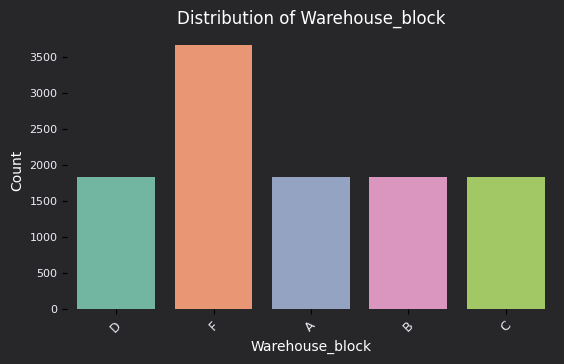 Distribution of Warehouse_block
Count
3500
3000
2500
2000
1500
1000
500
0
D
F
A
B
C
Warehouse_block